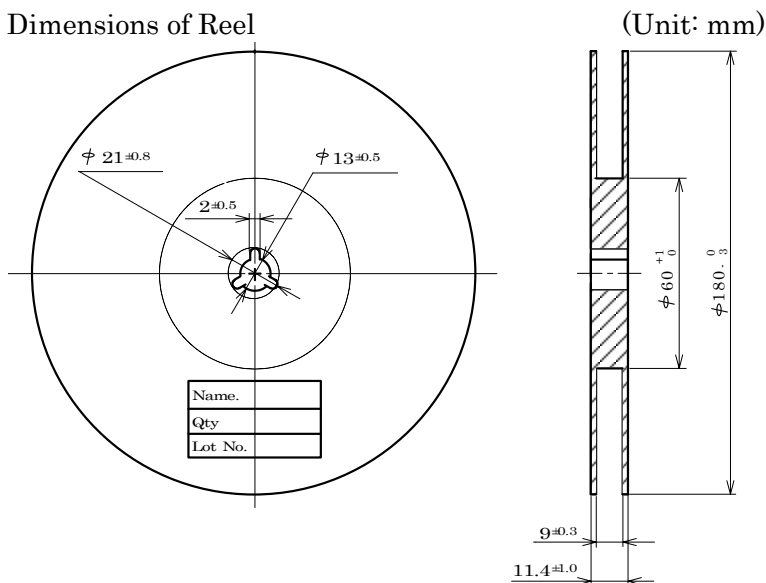 Dimensions of Reel (Unit: mm)
ϕ 21±0.8
ϕ 13±0.5
2±0.5
ϕ 60 +1 0
ϕ 180. 0 3
Name.
Qty
Lot No.
9±0.3
11.4±1.0